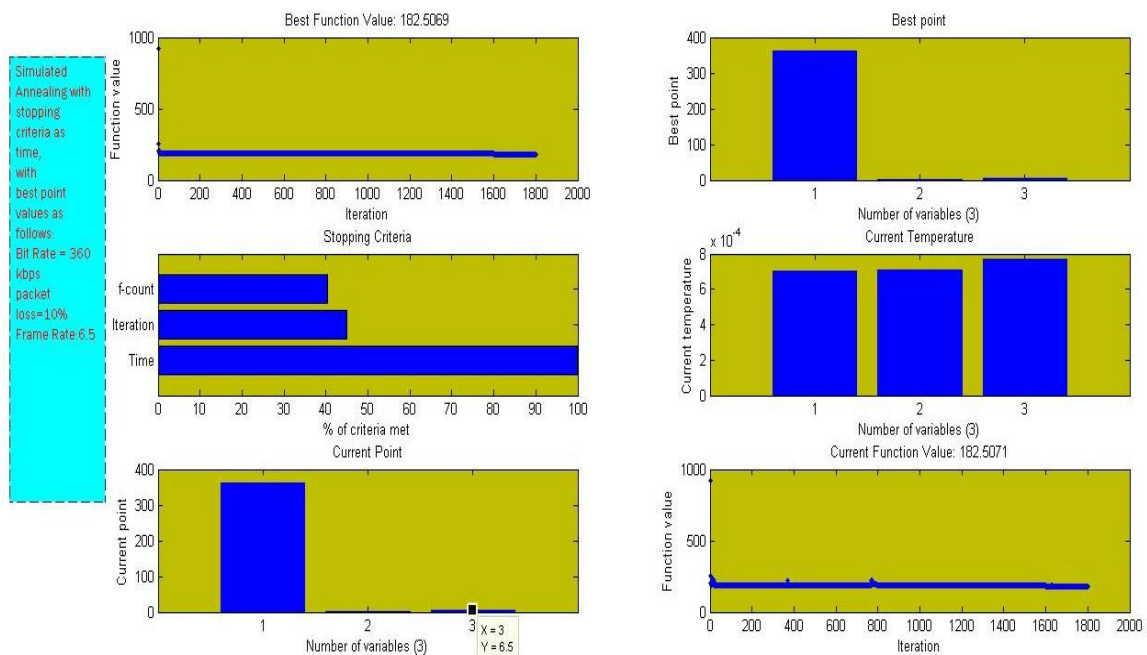 Simulated
Annealing with
stopping
criteria as
time,
with
best point
values as
follows:
Bit Rate = 360
kbps
packet
loss=10%
Frame Rate:6.5
Best Function Value: 182.5069
Function value
1000
500
0
0 200 400 600 800 1000 1200 1400 1600 1800 2000
Iteration
Best point
Best point
400
300
200
100
0
1 2 3
Number of variables (3)
Stopping Criteria
f-count
Iteration
Time
0 10 20 30 40 50 60 70 80 90 100
% of criteria met
Current Temperature
x 10-4
Current temperature
8
6
4
2
0
1 2 3
Number of variables (3)
Current Point
Current point
400
300
200
100
0
1 2 3
Number of variables (3)
X = 3
Y = 6.5
Current Function Value: 182.5071
Function value
1000
500
0
0 200 400 600 800 1000 1200 1400 1600 1800 2000
Iteration